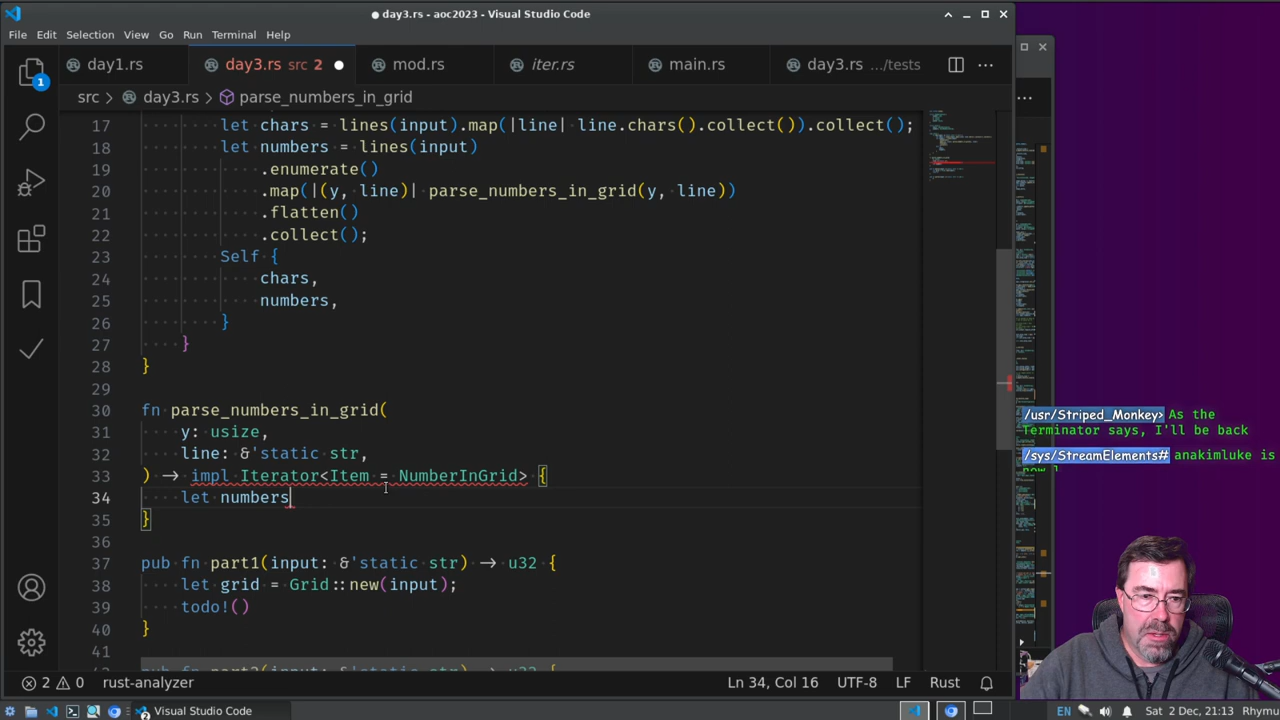 day3.rs - aoc2023 - Visual Studio Code
File Edit Selection View Go Run Terminal Help
day1.rs day3.rs src 2 mod.rs iter.rs main.rs day3.rs .../tests
src > day3.rs > parse_numbers_in_grid
1
17 let chars = lines(input).map(|line| line.chars().collect()).collect();
18 let numbers = lines(input)
19 .enumerate()
20 .map(|(y, line)| parse_numbers_in_grid(y, line))
21 .flatten()
22 .collect();
23 Self {
24 chars,
25 numbers,
26 }
27 }
28 }
29
30 fn parse_numbers_in_grid(
31 y: usize,
32 line: &'static str,
33 ) → impl Iterator<Item = NumberInGrid> {
34 let numbers
35 }
36
37 pub fn part1(input: &'static str) → u32 {
38 let grid = Grid::new(input);
39 todo!()
40 }
41
/usr/Striped_Monkey> As the
Terminator says, I'll be back
/sys/StreamElements# anakimluke is
2 0 rust-analyzer Ln 34, Col 16 UTF-8 LF Rust
2 Visual Studio Code EN Sat 2 Dec, 21:13 Rhymu